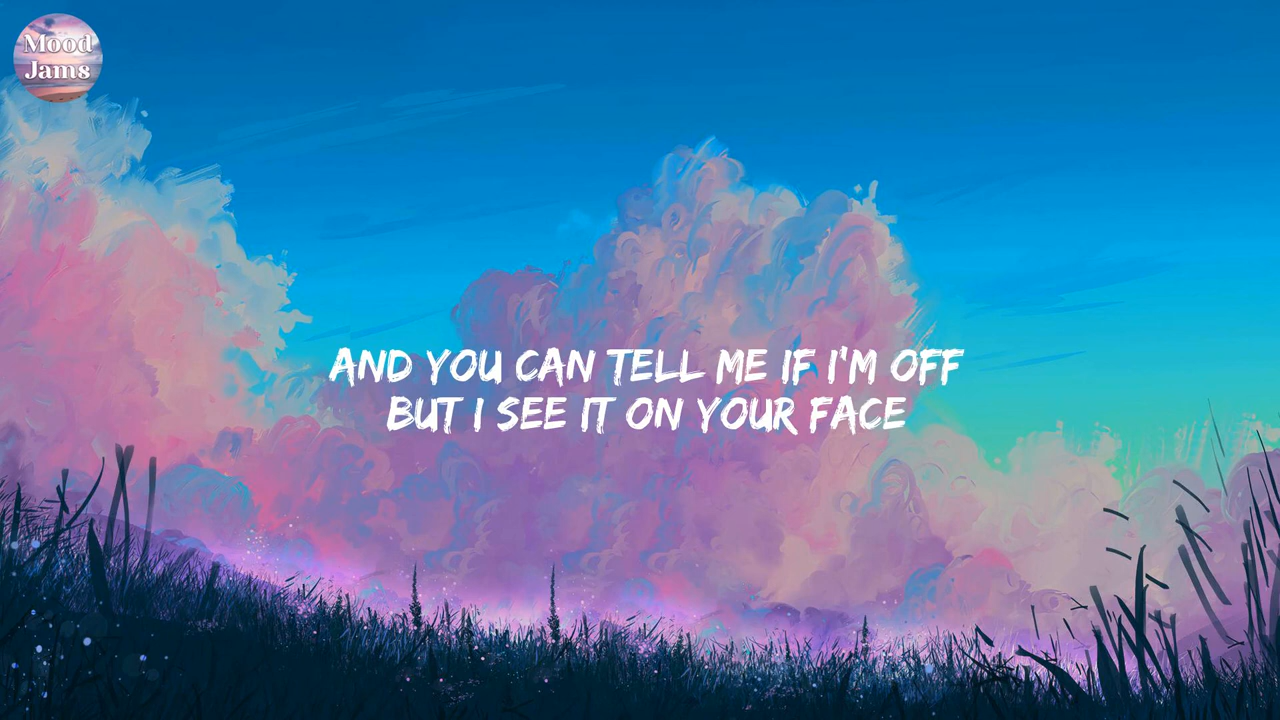 Mood
Jams
AND YOU CAN TELL ME IF I'M OFF
BUT I SEE IT ON YOUR FACE